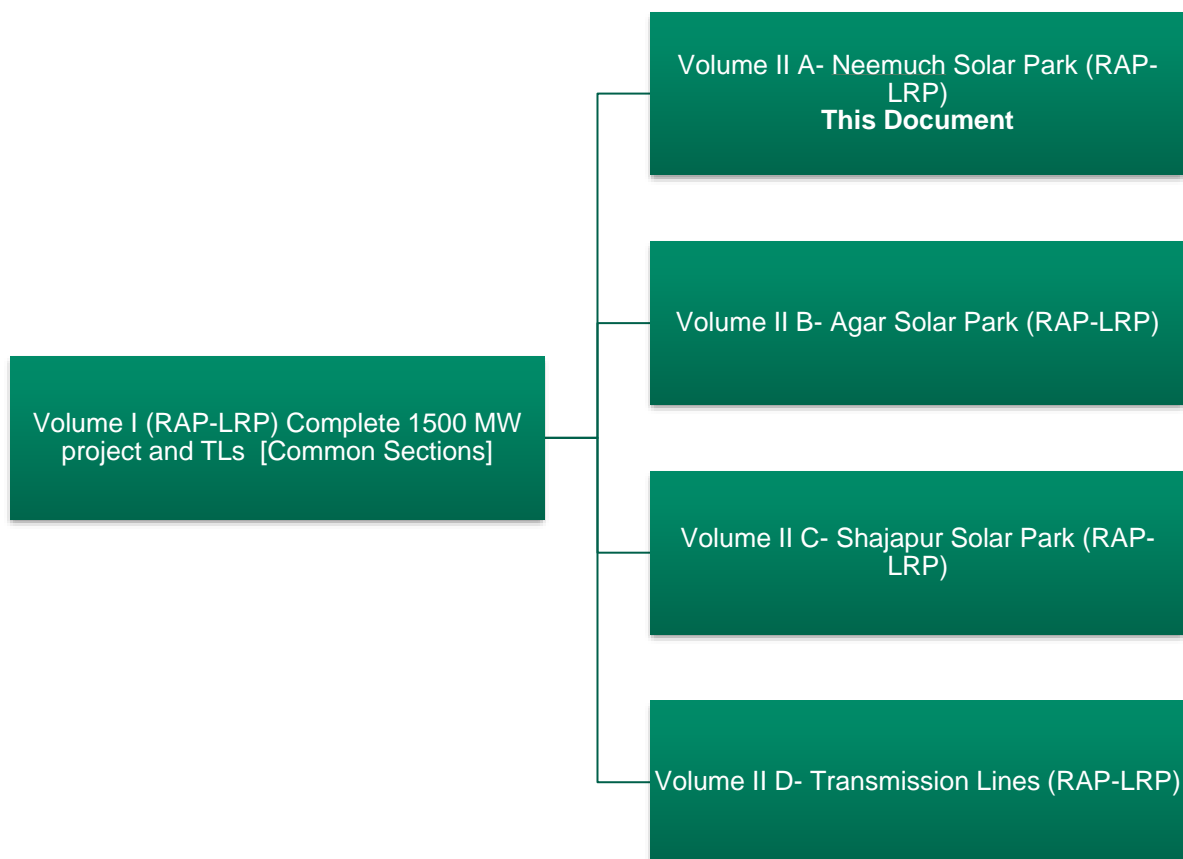 Volume II A- Neemuch Solar Park (RAP-
LRP)
This Document
Volume II B- Agar Solar Park (RAP-LRP)
Volume I (RAP-LRP) Complete 1500 MW
project and TLs [Common Sections]
Volume II C- Shajapur Solar Park (RAP-
LRP)
Volume II D- Transmission Lines (RAP-LRP)